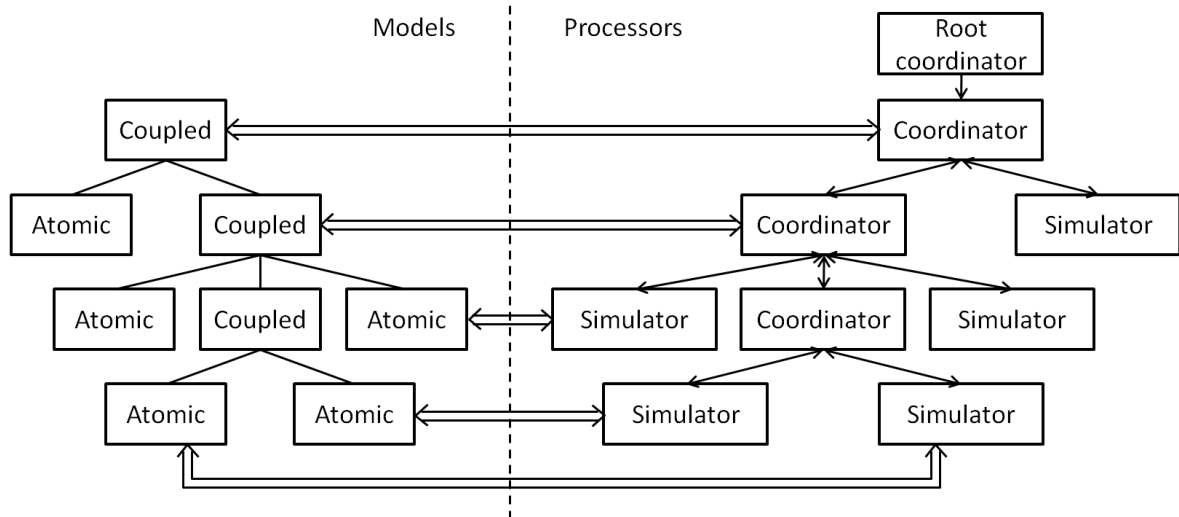 Models
Processors
Root
coordinator
Coupled
Coordinator
Atomic
Coupled
Coordinator
Simulator
Atomic
Coupled
Atomic
Simulator
Coordinator
Simulator
Atomic
Atomic
Simulator
Simulator